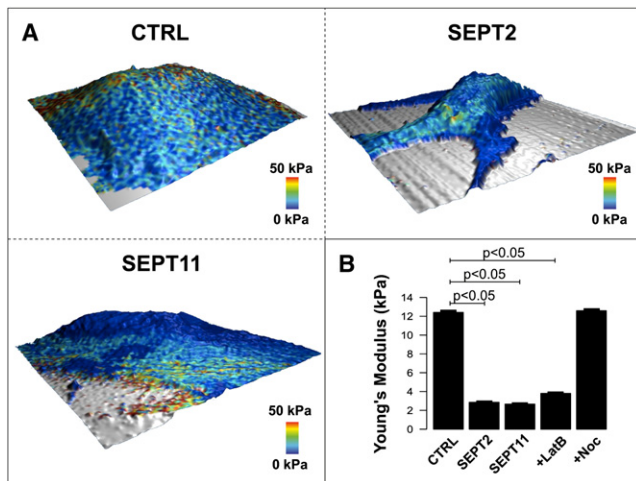 A
CTRL
50 kPa
0 kPa
SEPT2
50 kPa
0 kPa
SEPT11
50 kPa
0 kPa
B
p<0.05
p<0.05
p<0.05
Young's Modulus (kPa)
14
12
10
8
6
4
2
0
CTRL
SEPT2
SEPT11
+LatB
+Noc